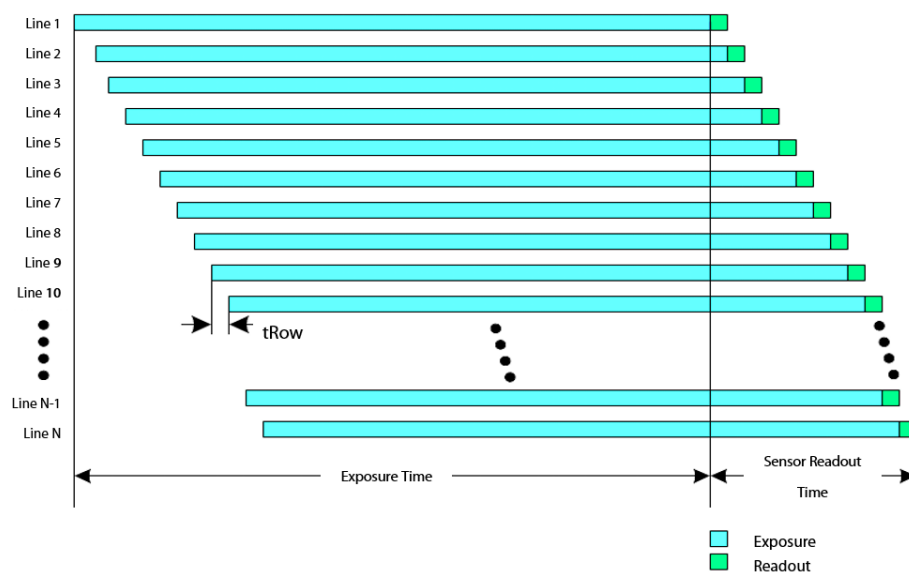 Line 1
Line 2
Line 3
Line 4
Line 5
Line 6
Line 7
Line 8
Line 9
Line 10
tRow
Line N-1
Line N
Exposure Time
Sensor Readout
Time
Exposure
Readout